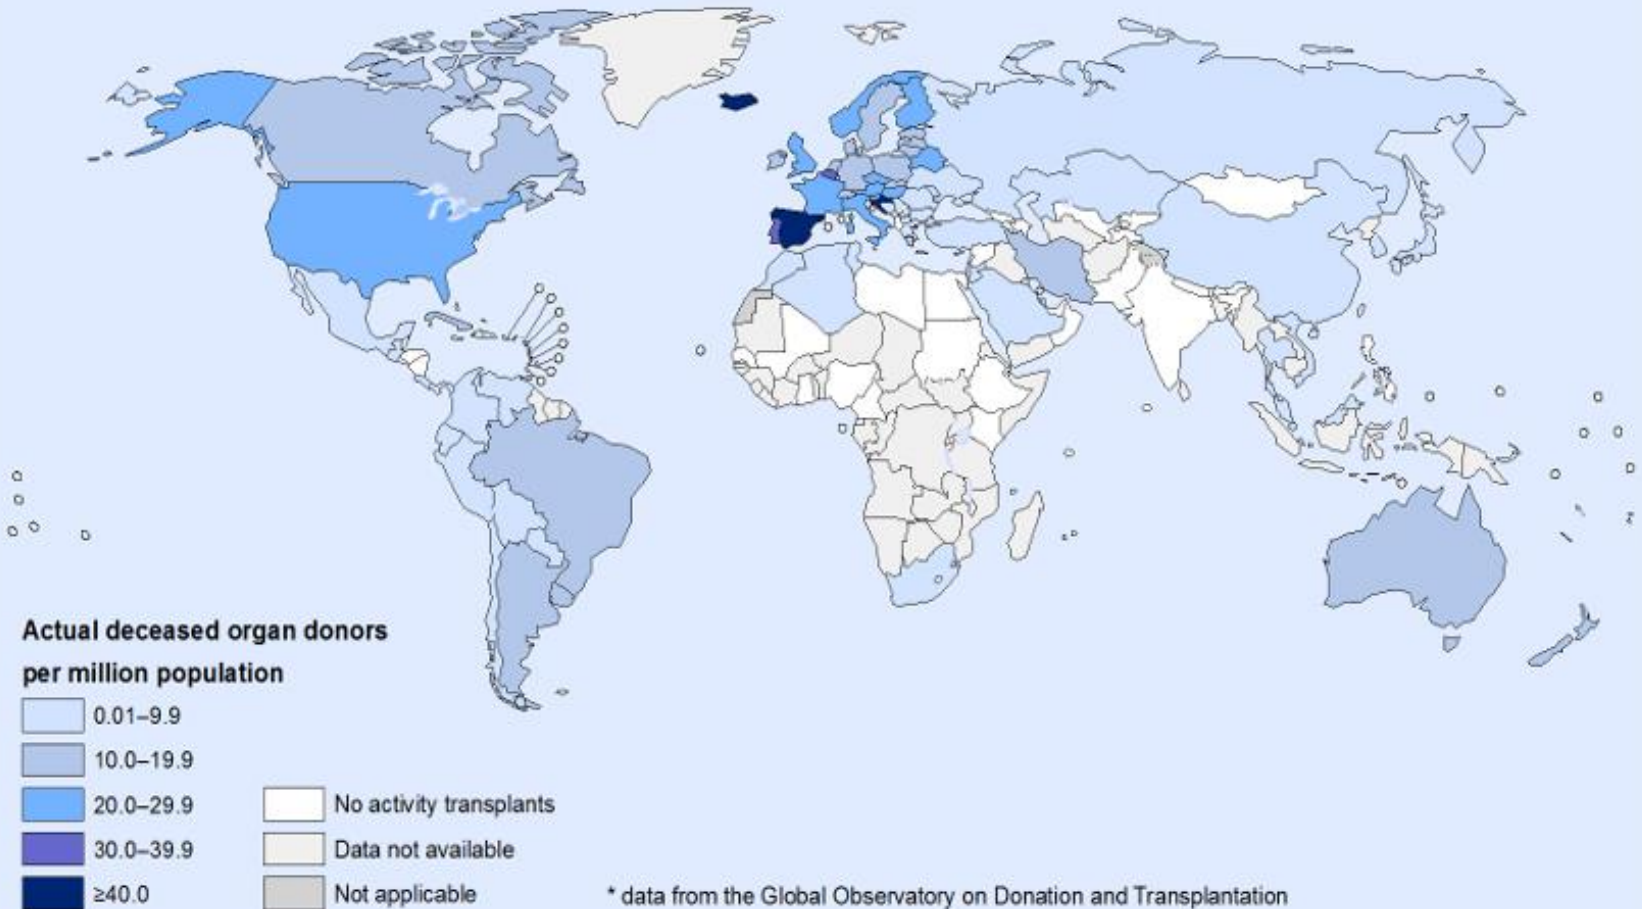 Actual deceased organ donors
per million population
0.01–9.9
10.0–19.9
20.0–29.9
30.0–39.9
≥40.0
No activity transplants
Data not available
Not applicable
* data from the Global Observatory on Donation and Transplantation